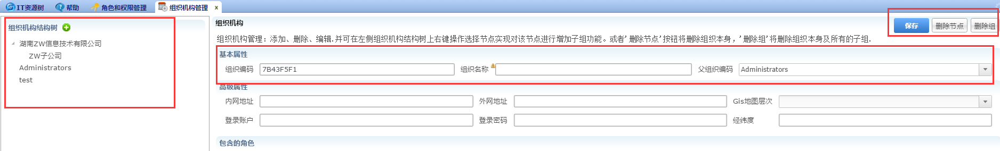 IT资源树 帮助 角色和权限管理 组织机构管理 x
组织机构结构树
湖南ZW信息技术有限公司
ZW子公司
Administrators
test
组织机构
保存 删除节点 删除组
组织机构管理：添加、删除、编辑.并可在左侧组织机构结构树上右键操作选择节点实现对该节点进行增加子组功能。或者'删除节点'按钮将删除组织本身，'删除组'将删除组织本身及所有的子组.
基本属性
组织编码 7B43F5F1 组织名称 父组织编码 Administrators
高级属性
内网地址 外网地址 Gis地图层次
登录账户 登录密码 经纬度
包含的角色